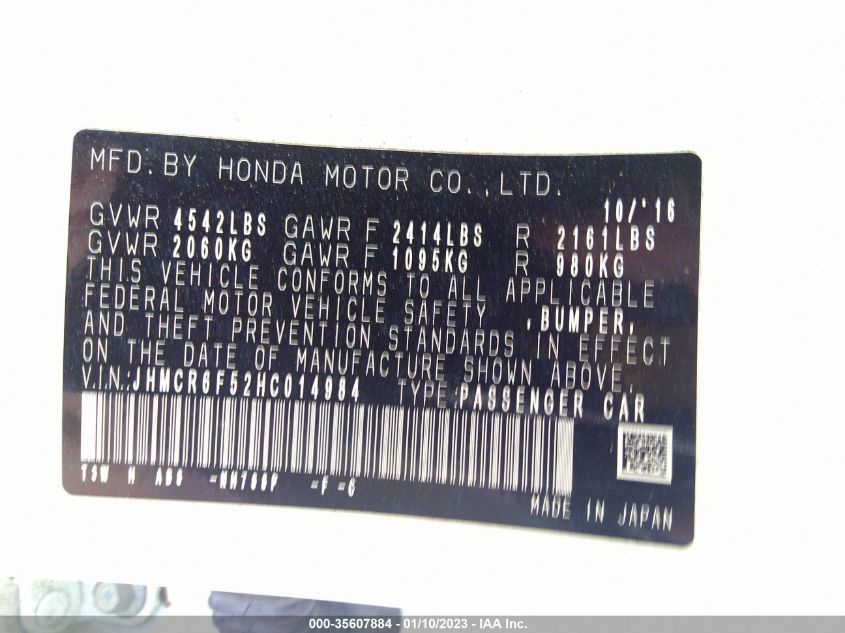 MFD. BY HONDA MOTOR CO., LTD.
10/'16
GVWR 4542LBS GAWR F 2414LBS R 2161LBS
GVWR 2060KG GAWR F 1095KG R 980KG
THIS VEHICLE CONFORMS TO ALL APPLICABLE
FEDERAL MOTOR VEHICLE SAFETY ,BUMPER,
AND THEFT PREVENTION STANDARDS IN EFFECT
ON THE DATE OF MANUFACTURE SHOWN ABOVE.
V.IN: JHMCR6F52HC014984 TYPE:PASSENGER CAR
H -F -G
MADE IN JAPAN
000-35607884 - 01/10/2023 - IAA Inc.